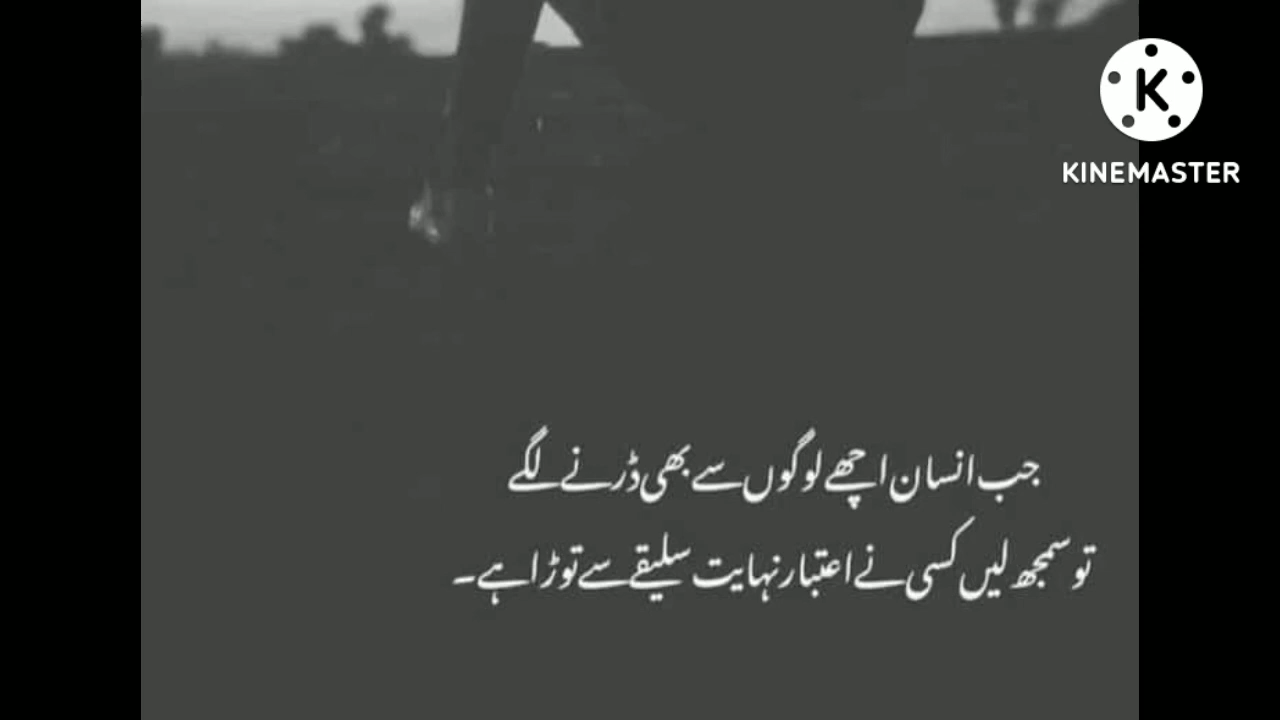 KINEMASTER
جب انسان اچھے لوگوں سے بھی ڈرنے لگے
تو سمجھ لیں کسی نے اعتبار نہایت سلیقے سے توڑا ہے۔